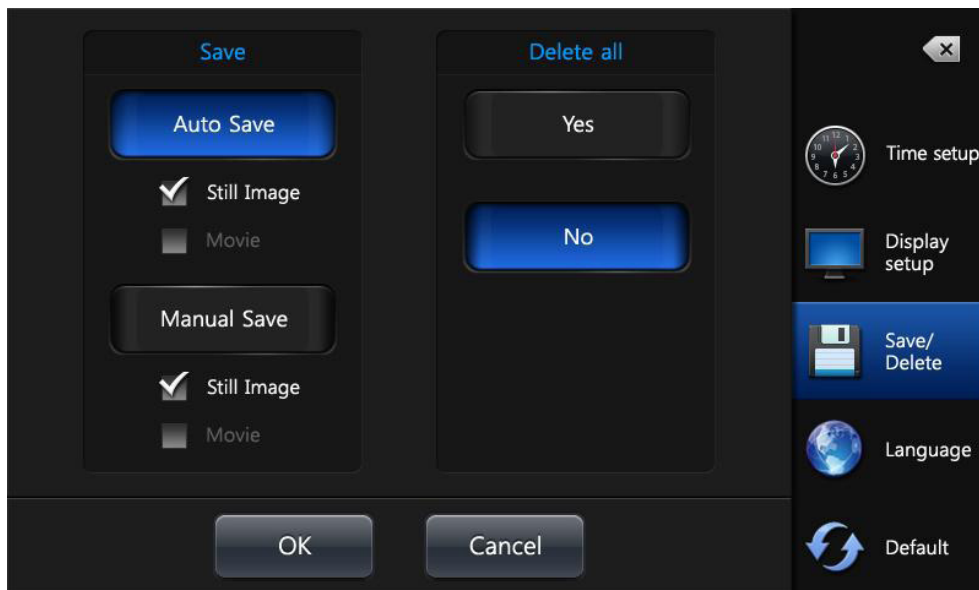 Save
Auto Save
Still Image
Movie
Manual Save
Still Image
Movie
Delete all
Yes
No
OK
Cancel
Time setup
Display
setup
Save/
Delete
Language
Default